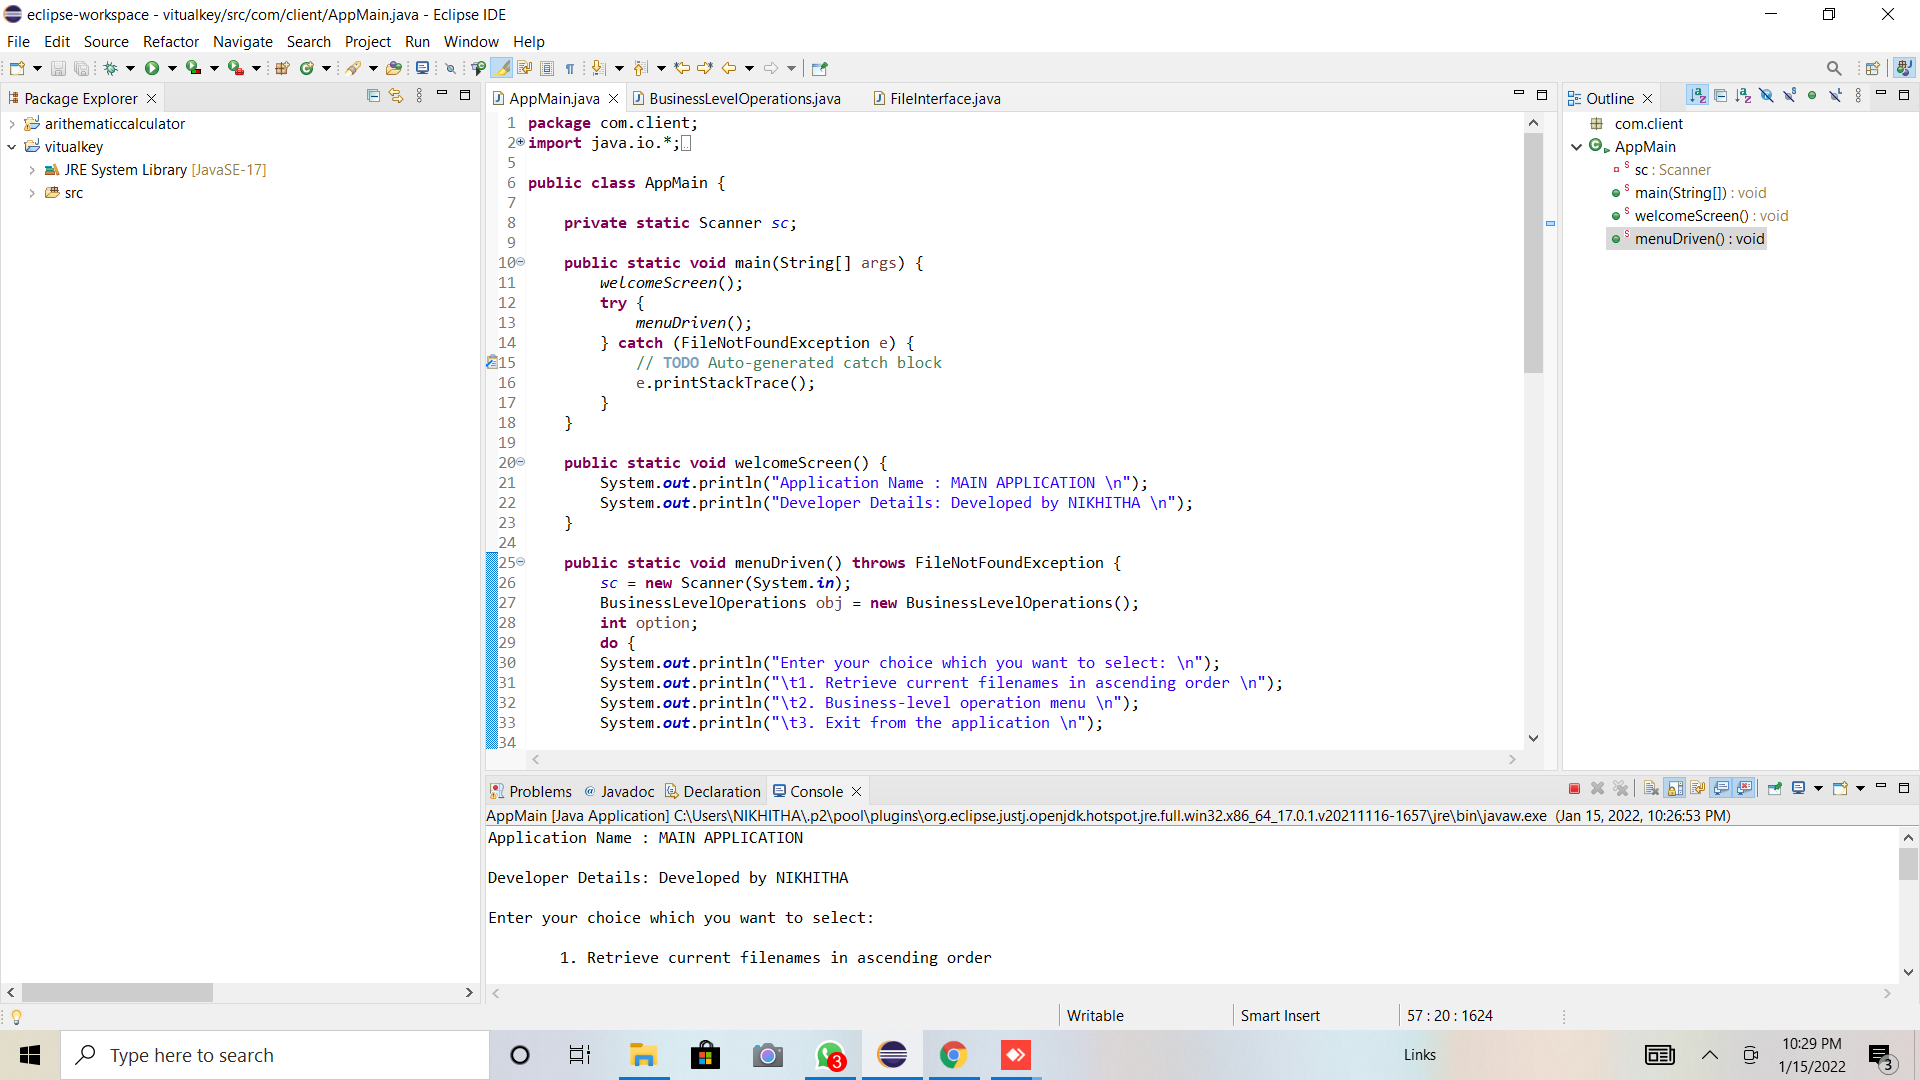 eclipse-workspace - vitualkey/src/com/client/AppMain.java - Eclipse IDE
File Edit Source Refactor Navigate Search Project Run Window Help
Package Explorer
arithematiccalculator
vitualkey
JRE System Library [JavaSE-17]
src
AppMain.java BusinessLevelOperations.java FileInterface.java
1 package com.client;
2 import java.io.*;
5
6 public class AppMain {
7
8 private static Scanner sc;
9
10 public static void main(String[] args) {
11 welcomeScreen();
12 try {
13 menuDriven();
14 } catch (FileNotFoundException e) {
15 // TODO Auto-generated catch block
16 e.printStackTrace();
17 }
18 }
19
20 public static void welcomeScreen() {
21 System.out.println("Application Name : MAIN APPLICATION \n");
22 System.out.println("Developer Details: Developed by NIKHITHA \n");
23 }
24
25 public static void menuDriven() throws FileNotFoundException {
26 sc = new Scanner(System.in);
27 BusinessLevelOperations obj = new BusinessLevelOperations();
28 int option;
29 do {
30 System.out.println("Enter your choice which you want to select: \n");
31 System.out.println("\t1. Retrieve current filenames in ascending order \n");
32 System.out.println("\t2. Business-level operation menu \n");
33 System.out.println("\t3. Exit from the application \n");
34
Outline
com.client
AppMain
sc : Scanner
main(String[]) : void
welcomeScreen() : void
menuDriven() : void
Problems @ Javadoc Declaration Console
AppMain [Java Application] C:\Users\NIKHITHA\.p2\pool\plugins\org.eclipse.justj.openjdk.hotspot.jre.full.win32.x86_64_17.0.1.v20211116-1657\jre\bin\javaw.exe (Jan 15, 2022, 10:26:53 PM)
Application Name : MAIN APPLICATION
Developer Details: Developed by NIKHITHA
Enter your choice which you want to select:
1. Retrieve current filenames in ascending order
Writable Smart Insert 57 : 20 : 1624
Type here to search
3
Links
10:29 PM
1/15/2022
3